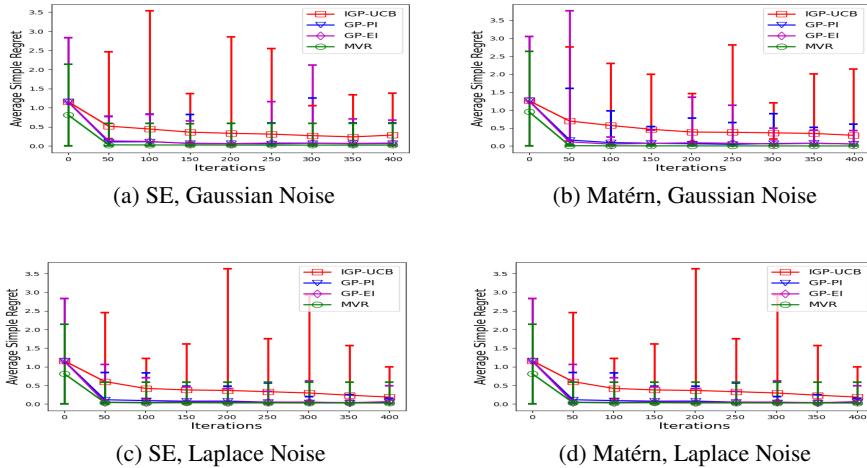 Average Simple Regret
3.5
3.0
2.5
2.0
1.5
1.0
0.5
0.0
IGP-UCB
GP-PI
GP-EI
MVR
0 50 100 150 200 250 300 350 400
Iterations
(a) SE, Gaussian Noise
Average Simple Regret
3.5
3.0
2.5
2.0
1.5
1.0
0.5
0.0
IGP-UCB
GP-PI
GP-EI
MVR
0 50 100 150 200 250 300 350 400
Iterations
(b) Matérn, Gaussian Noise
Average Simple Regret
3.5
3.0
2.5
2.0
1.5
1.0
0.5
0.0
IGP-UCB
GP-PI
GP-EI
MVR
0 50 100 150 200 250 300 350 400
Iterations
(c) SE, Laplace Noise
Average Simple Regret
3.5
3.0
2.5
2.0
1.5
1.0
0.5
0.0
IGP-UCB
GP-PI
GP-EI
MVR
0 50 100 150 200 250 300 350 400
Iterations
(d) Matérn, Laplace Noise